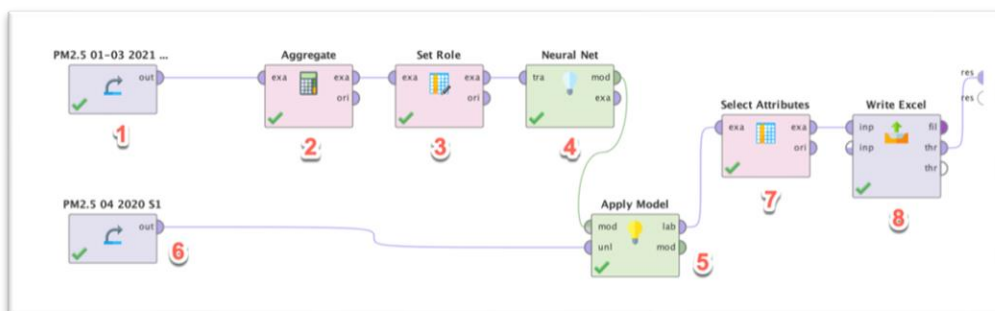 PM2.5 01-03 2021 ...
out
1
Aggregate
exa
exa
ori
2
Set Role
exa
exa
ori
3
Neural Net
tra
mod
exa
4
PM2.5 04 2020 S1
out
6
Apply Model
mod
lab
unl
mod
5
Select Attributes
exa
exa
ori
7
Write Excel
inp
fil
inp
thr
thr
8
res
res